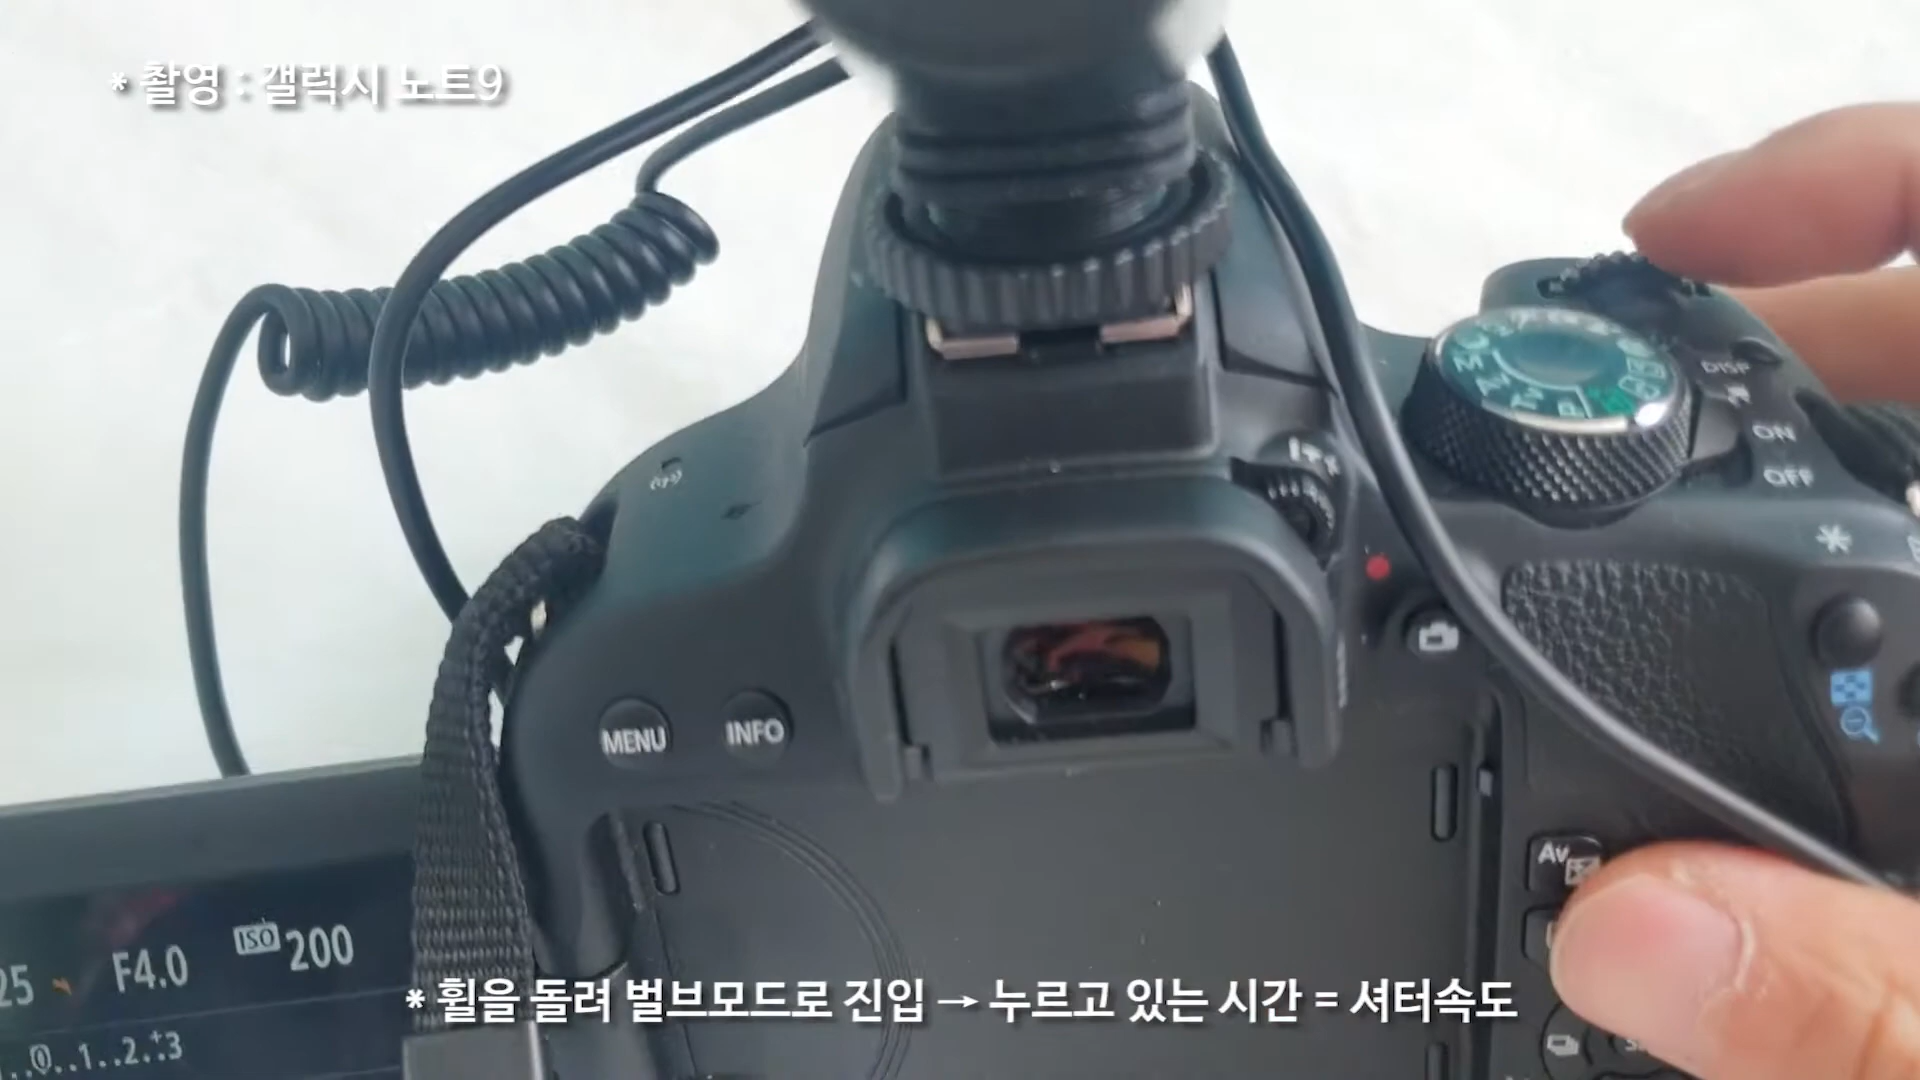 * 촬영 : 갤럭시 노트9
DISP
ON
OFF
MENU
INFO
Av
M
Av
Tv
P
25 F4.0 ISO 200
0..1..2.⁺.3
* 휠을 돌려 벌브모드로 진입 → 누르고 있는 시간 = 셔터속도